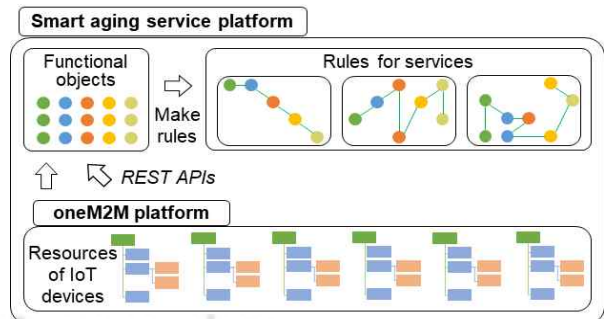 Smart aging service platform
Functional
objects
Make
rules
Rules for services
REST APIs
oneM2M platform
Resources
of IoT
devices